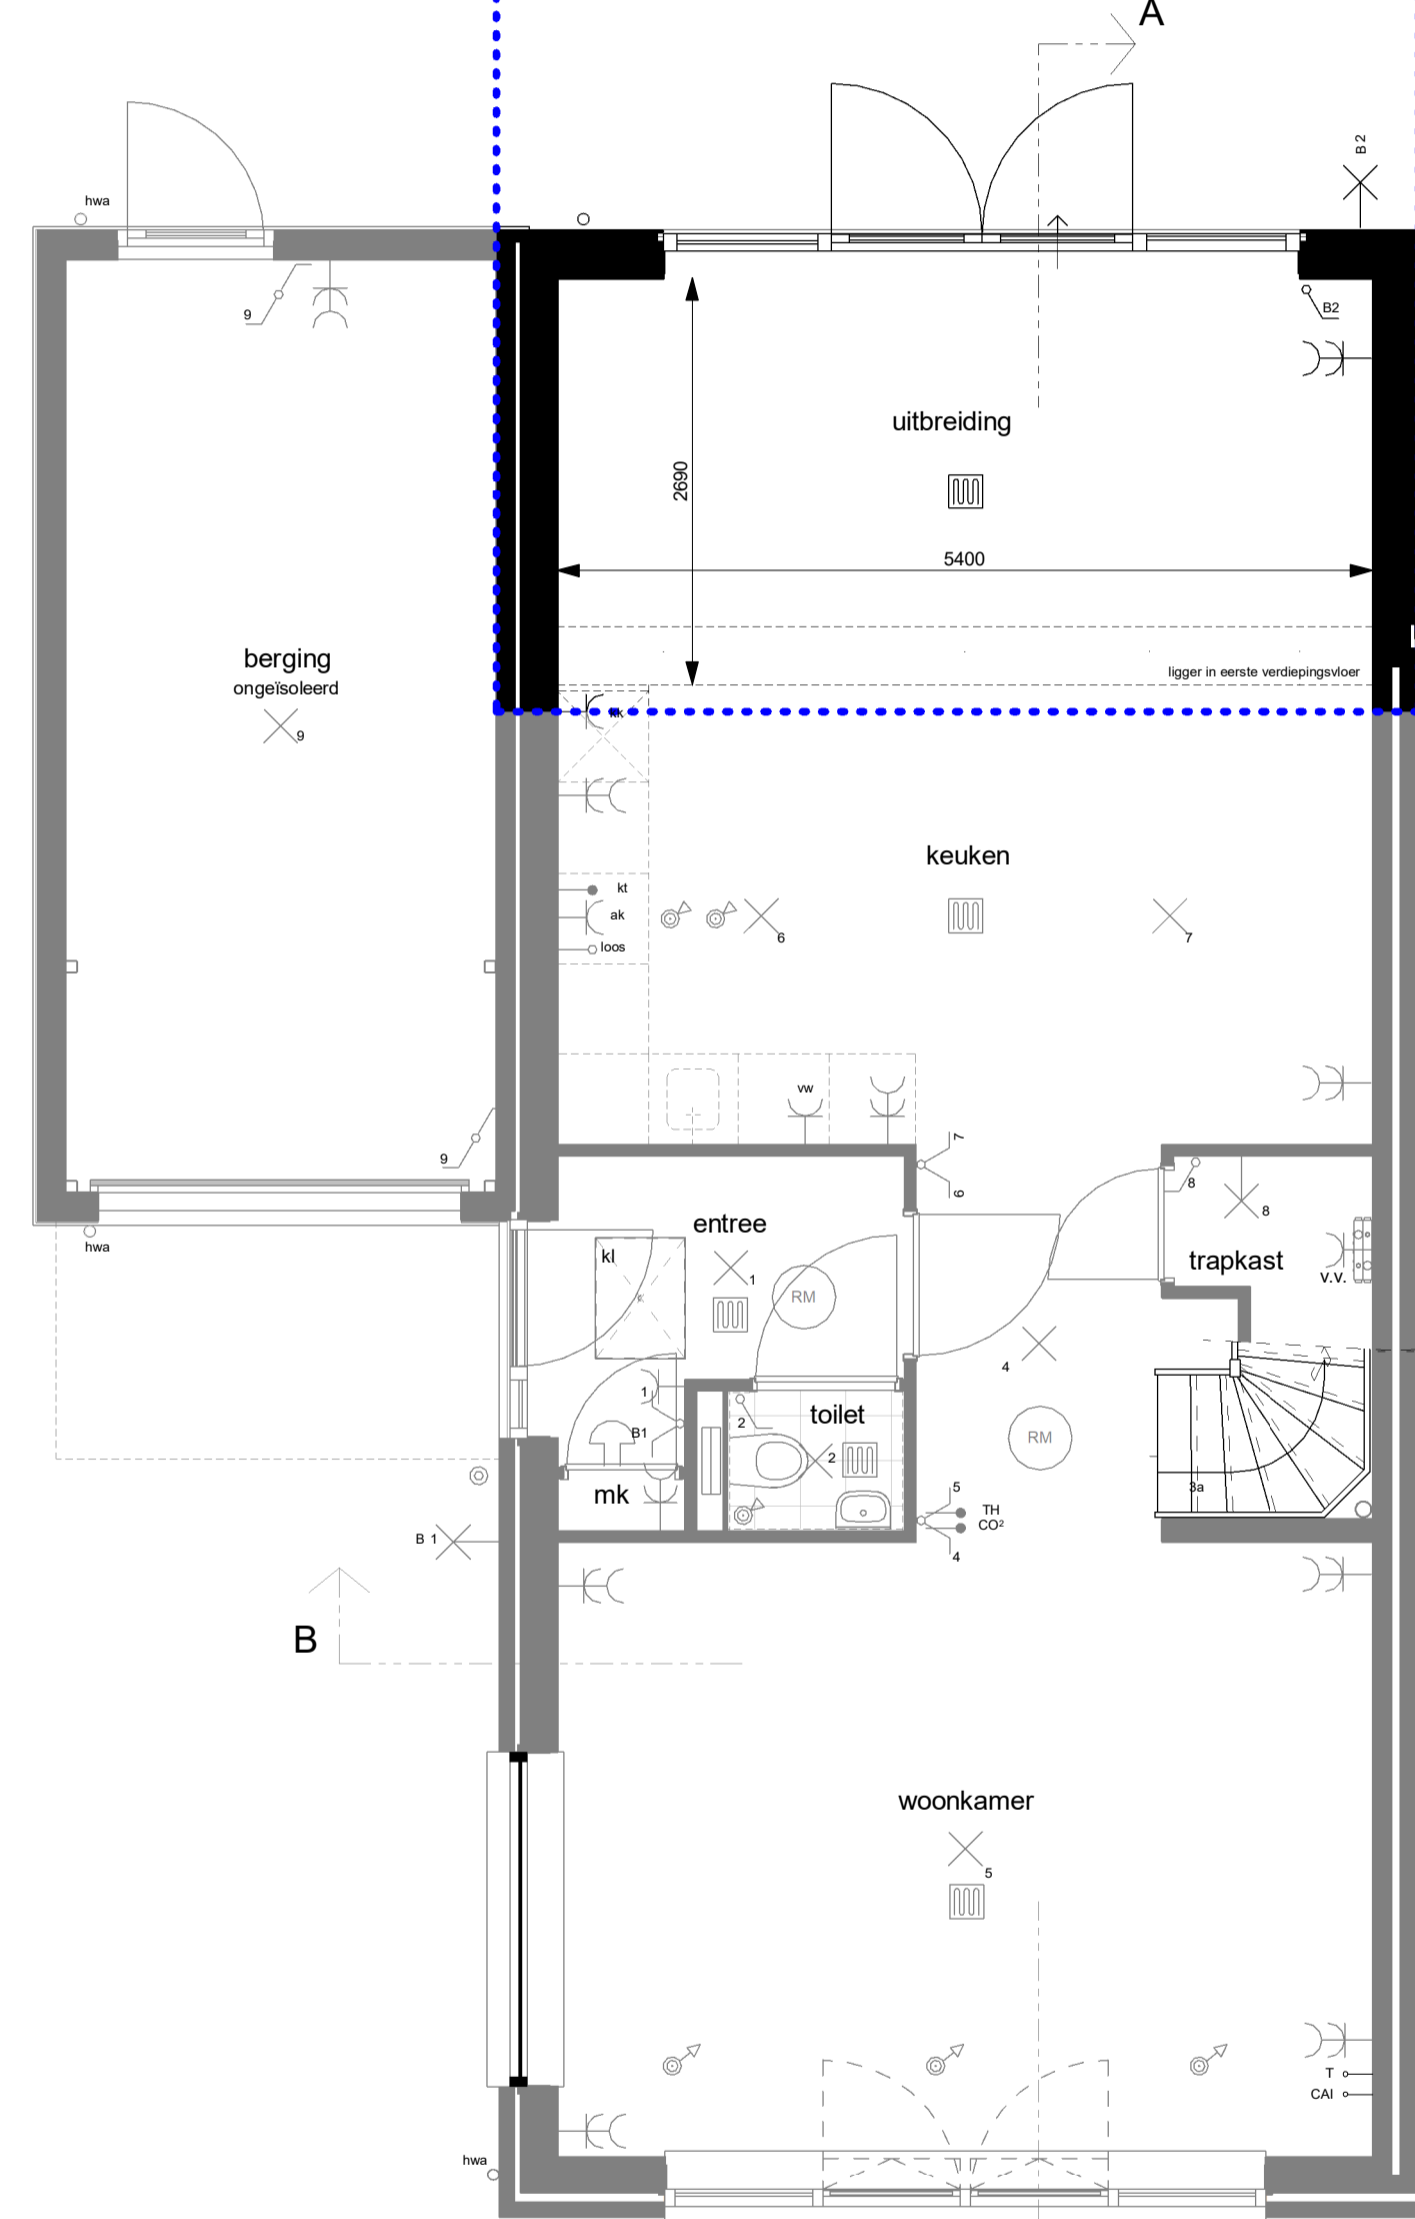 A
B2
hwa
9
B2
uitbreiding
2690
5400
berging
ongeïsoleerd
9
ligger in eerste verdiepingsvloer
kk
keuken
kt
ak
loos
6
7
vw
7
6
9
hwa
entree
kl
1
RM
8
8
trapkast
v.v.
4
1
B1
2
toilet
2
RM
mk
3a
5
TH
CO²
4
B 1
B
woonkamer
5
T
CAI
hwa